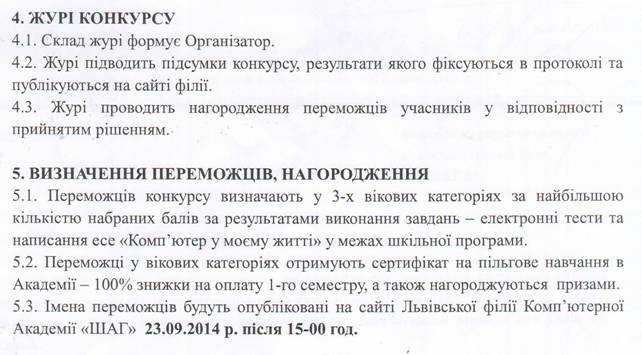 4. ЖУРІ КОНКУРСУ
4.1. Склад журі формує Організатор.
4.2. Журі підводить підсумки конкурсу, результати якого фіксуються в протоколі та
публікуються на сайті філії.
4.3. Журі проводить нагородження переможців учасників у відповідності з
прийнятим рішенням.
5. ВИЗНАЧЕННЯ ПЕРЕМОЖЦІВ, НАГОРОДЖЕННЯ
5.1. Переможців конкурсу визначають у 3-х вікових категоріях за найбільшою
кількістю набраних балів за результатами виконання завдань – електронні тести та
написання есе «Комп’ютер у моєму житті» у межах шкільної програми.
5.2. Переможці у вікових категоріях отримують сертифікат на пільгове навчання в
Академії – 100% знижки на оплату 1-го семестру, а також нагороджуються призами.
5.3. Імена переможців будуть опубліковані на сайті Львівської філії Комп’ютерної
Академії «ШАГ» 23.09.2014 р. після 15-00 год.